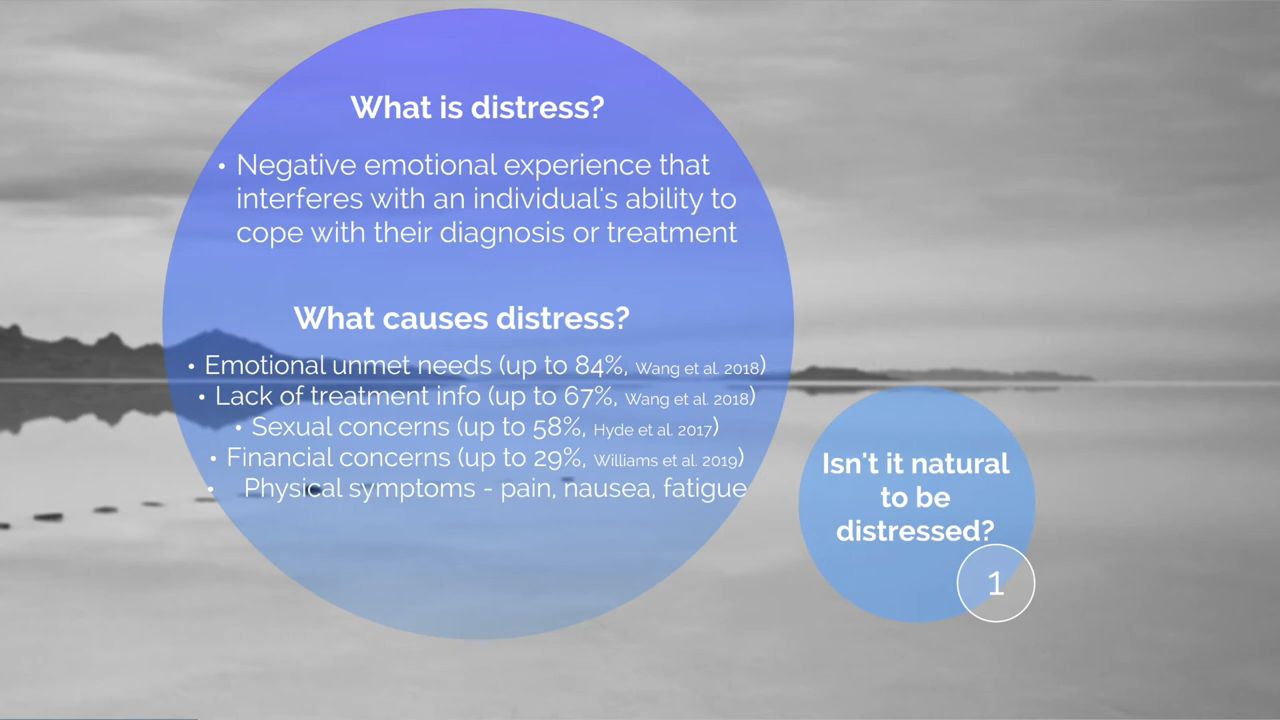 What is distress?
• Negative emotional experience that
interferes with an individual's ability to
cope with their diagnosis or treatment
What causes distress?
• Emotional unmet needs (up to 84%, Wang et al. 2018)
• Lack of treatment info (up to 67%, Wang et al. 2018)
• Sexual concerns (up to 58%, Hyde et al. 2017)
• Financial concerns (up to 29%, Williams et al. 2019)
• Physical symptoms - pain, nausea, fatigue
Isn't it natural
to be
distressed?
1